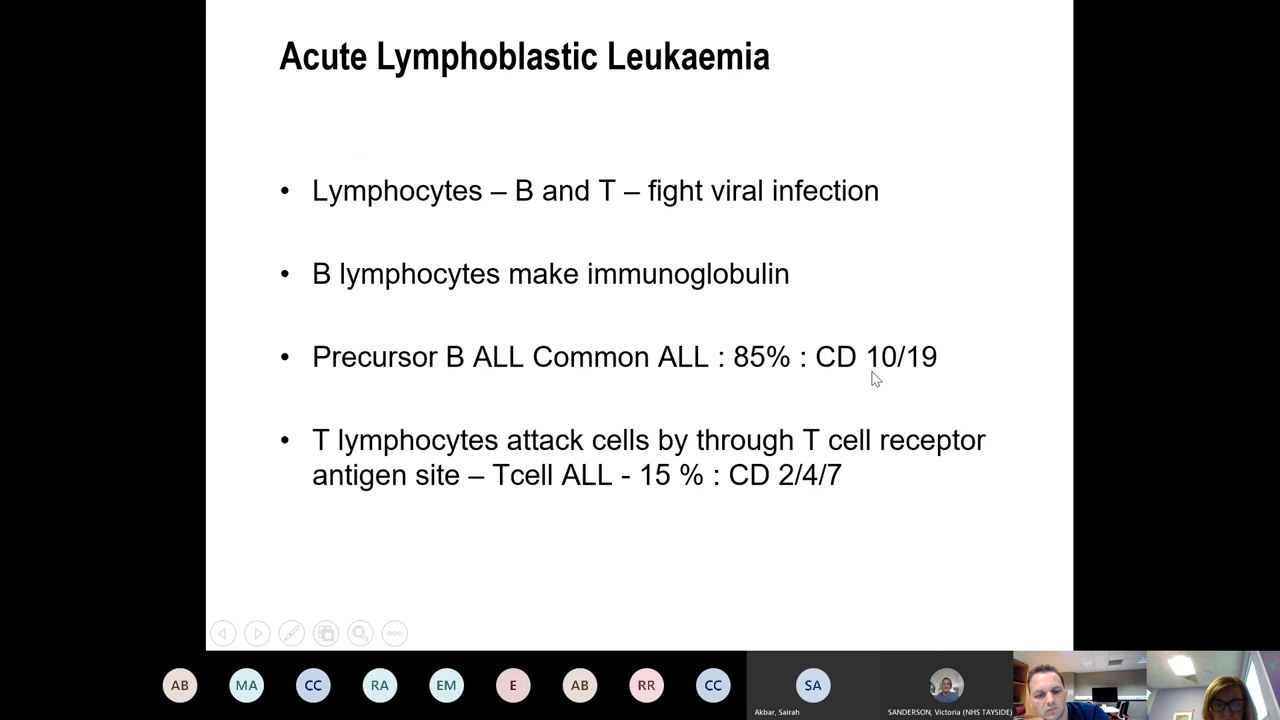 Acute Lymphoblastic Leukaemia
• Lymphocytes – B and T – fight viral infection
• B lymphocytes make immunoglobulin
• Precursor B ALL Common ALL : 85% : CD 10/19
• T lymphocytes attack cells by through T cell receptor
antigen site – Tcell ALL - 15 % : CD 2/4/7
AB MA CC RA EM E AB RR CC SA
Akbar, Sairah SANDERSON, Victoria (NHS TAYSIDE)